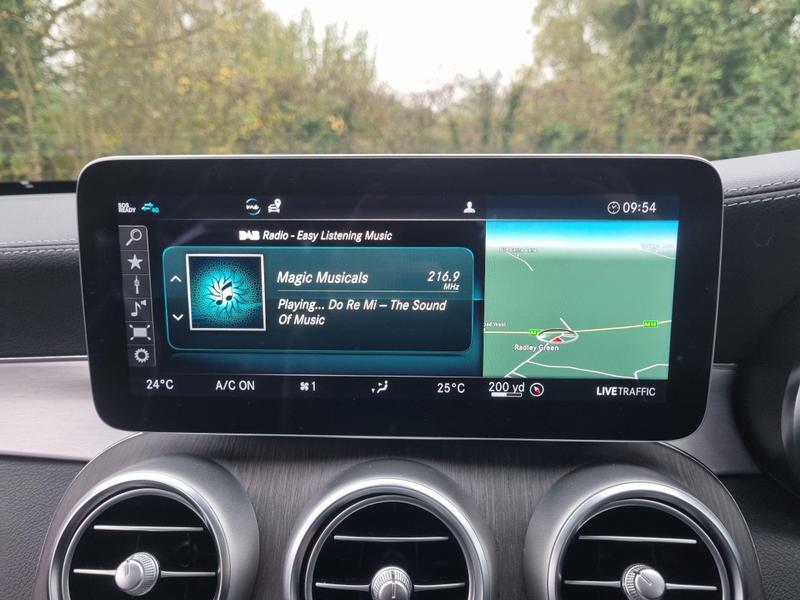 SOS
READY
4G
me
09:54
DAB Radio - Easy Listening Music
Magic Musicals
216.9
MHz
Playing... Do Re Mi – The Sound
Of Music
Radley Green
A414
24°C
A/C ON
1
25°C
200 yd
LIVETRAFFIC